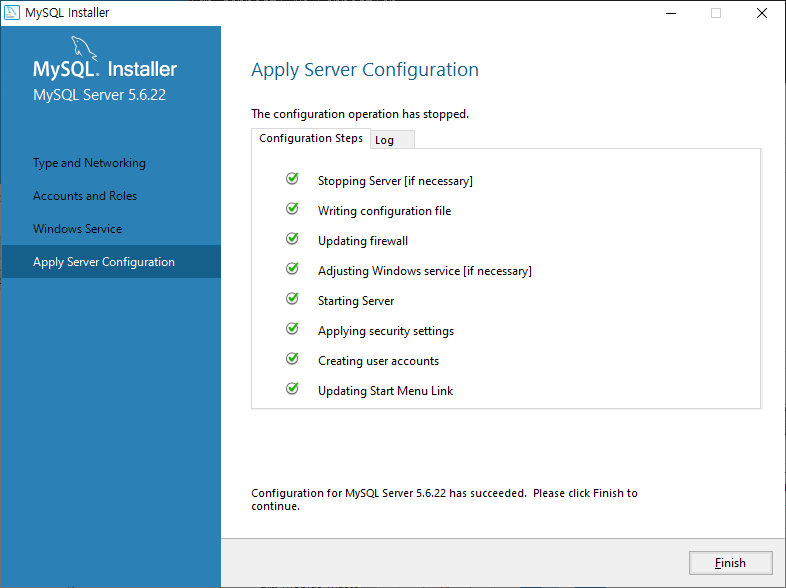 MySQL Installer
MySQL. Installer
MySQL Server 5.6.22
Type and Networking
Accounts and Roles
Windows Service
Apply Server Configuration
Apply Server Configuration
The configuration operation has stopped.
Configuration Steps
Log
Stopping Server [if necessary]
Writing configuration file
Updating firewall
Adjusting Windows service [if necessary]
Starting Server
Applying security settings
Creating user accounts
Updating Start Menu Link
Configuration for MySQL Server 5.6.22 has succeeded.  Please click Finish to
continue.
Finish